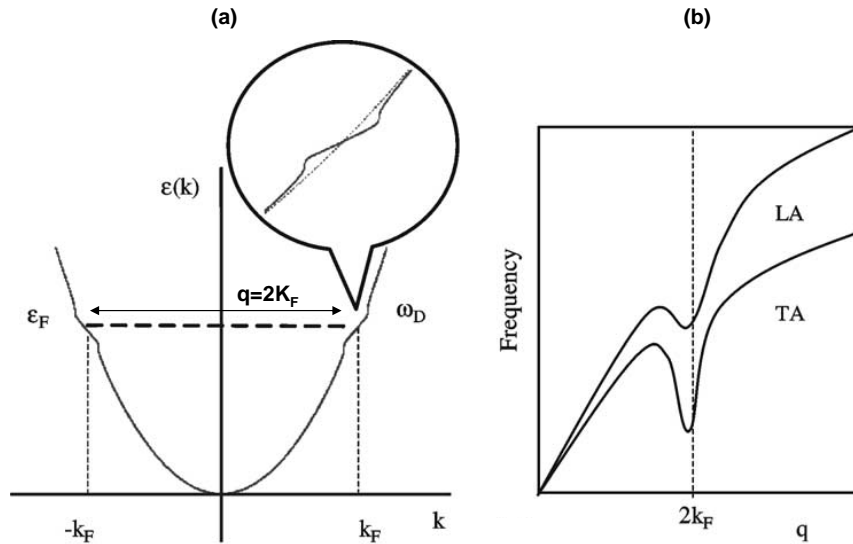 (a)
(b)
ε(k)
q=2K_F
ε_F
ω_D
-k_F
k_F
k
Frequency
LA
TA
2k_F
q